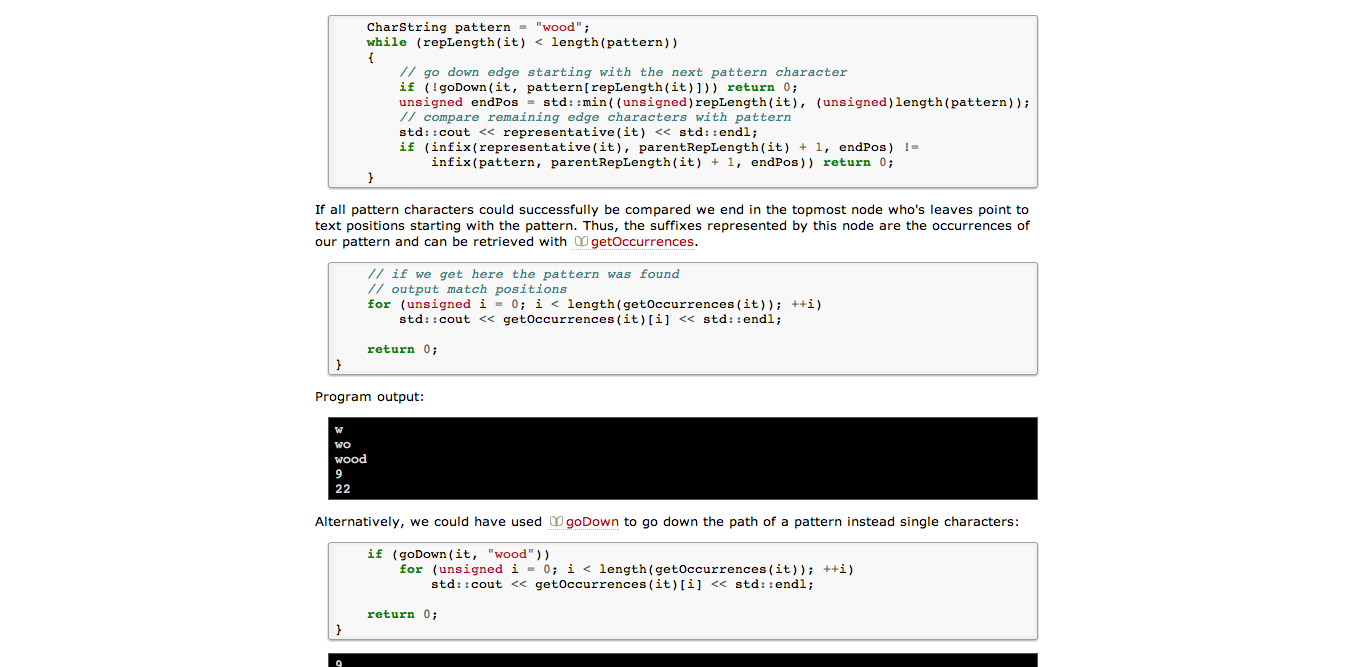 CharString pattern = "wood";
while (repLength(it) < length(pattern))
{
// go down edge starting with the next pattern character
if (!goDown(it, pattern[repLength(it)])) return 0;
unsigned endPos = std::min((unsigned)repLength(it), (unsigned)length(pattern));
// compare remaining edge characters with pattern
std::cout << representative(it) << std::endl;
if (infix(representative(it), parentRepLength(it) + 1, endPos) !=
infix(pattern, parentRepLength(it) + 1, endPos)) return 0;
}
If all pattern characters could successfully be compared we end in the topmost node who's leaves point to
text positions starting with the pattern. Thus, the suffixes represented by this node are the occurrences of
our pattern and can be retrieved with getOccurrences.
// if we get here the pattern was found
// output match positions
for (unsigned i = 0; i < length(getOccurrences(it)); ++i)
std::cout << getOccurrences(it)[i] << std::endl;
return 0;
}
Program output:
w
wo
wood
9
22
Alternatively, we could have used goDown to go down the path of a pattern instead single characters:
if (goDown(it, "wood"))
for (unsigned i = 0; i < length(getOccurrences(it)); ++i)
std::cout << getOccurrences(it)[i] << std::endl;
return 0;
}
9